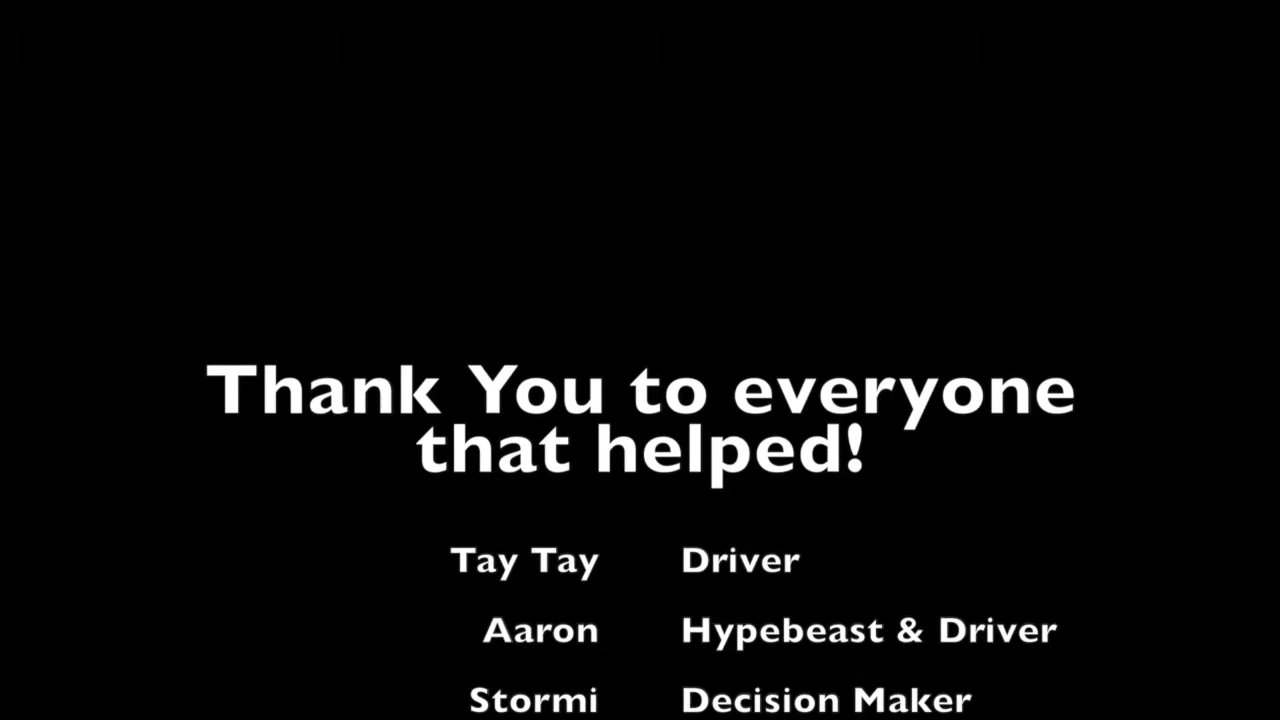 Thank You to everyone
that helped!
Tay Tay Driver
Aaron Hypebeast & Driver
Stormi Decision Maker